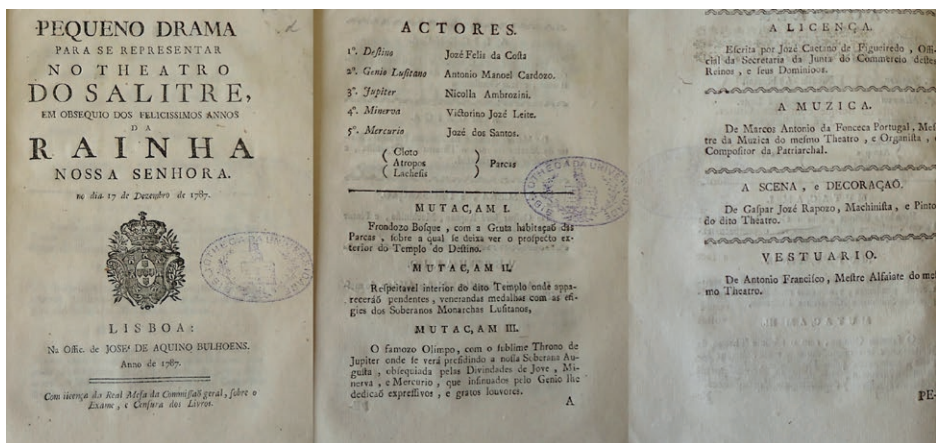 PEQUENO DRAMA
PARA SE REPRESENTAR
NO THEATRO
DO SALITRE,
EM OBSEQUIO DOS FELICISSIMOS ANNOS
DA
RAINHA
NOSSA SENHORA.
no dia 17 de Dezembro de 1787.
LISBOA:
Na Offic. de JOSE' DE AQUINO BULHOENS.
Anno de 1787.
Com licença da Real Mesa da Commissaõ geral, sobre o
Exame, e Censura dos Livros.
ACTORES.
1º. Destino Jozé Felis da Costa
2º. Genio Lusitano Antonio Manoel Cardozo.
3º. Jupiter Nicolla Ambrozini.
4º. Minerva Victorino Jozé Leite.
5º. Mercurio Jozé dos Santos.
( Cloto )
( Atropos ) Parcas
( Lachesis )
MUTAC,AM I.
Frondozo Bosque, com a Gruta habitaçaõ das
Parcas, sobre a qual se deixa ver o prospecto ex-
terior do Templo do Destino.
MUTAC,AM II.
Respeitavel interior do dito Templo onde appa-
receráõ pendentes, venerandas medalhas com as efi-
gies dos Soberanos Monarchas Lusitanos,
MUTAC,AM III.
O famozo Olimpo, com o sublime Throno de
Jupiter onde se verá presidindo a nossa Soberana Au-
gusta, obsequiada pelas Divindades de Jove, Mi-
nerva, e Mercurio, que insinuados pelo Genio lhe
dedicaõ expressivos, e gratos louvores.
A
A LICENÇA.
Escrita por Jozé Caetano de Figueiredo, Offi-
cial da Secretaria da Junta do Commercio destes
Reinos, e seus Dominioos.
A MUZICA.
De Marcos Antonio da Fonceca Portugal, Mes-
tre da Muzica do mesmo Theatro, e Organista, e
Compositor da Patriarchal.
A SCENA, e DECORAÇAÕ.
De Gaspar Jozé Rapozo, Machinista, e Pinto
do dito Theatro.
VESTUARIO.
De Antonio Francisco, Mestre Alfaiate do mes
mo Theatro.
PE-